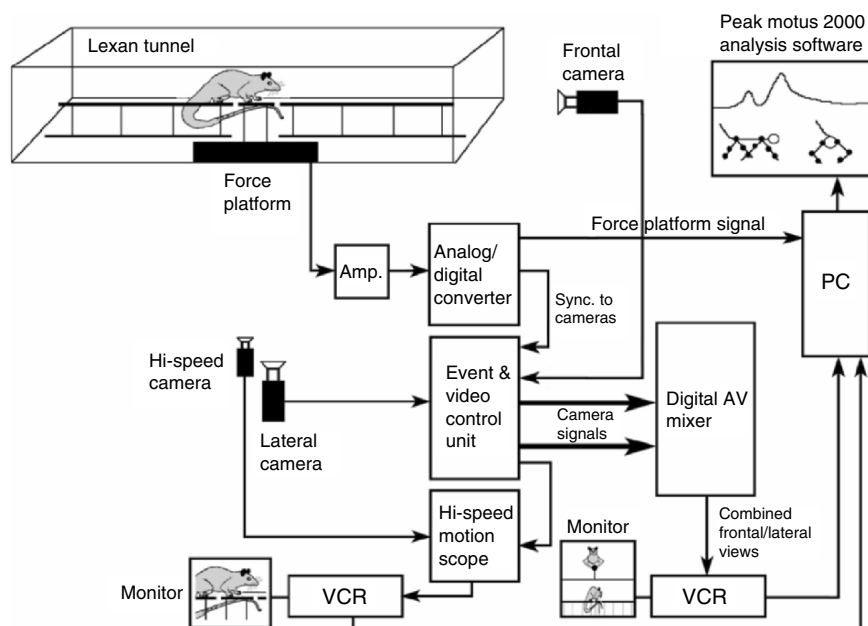 Lexan tunnel
Frontal
camera
Peak motus 2000
analysis software
Force
platform
Force platform signal
Amp.
Analog/
digital
converter
PC
Sync. to
cameras
Hi-speed
camera
Lateral
camera
Event &
video
control
unit
Camera
signals
Digital AV
mixer
Hi-speed
motion
scope
Monitor
Combined
frontal/lateral
views
Monitor
VCR
VCR